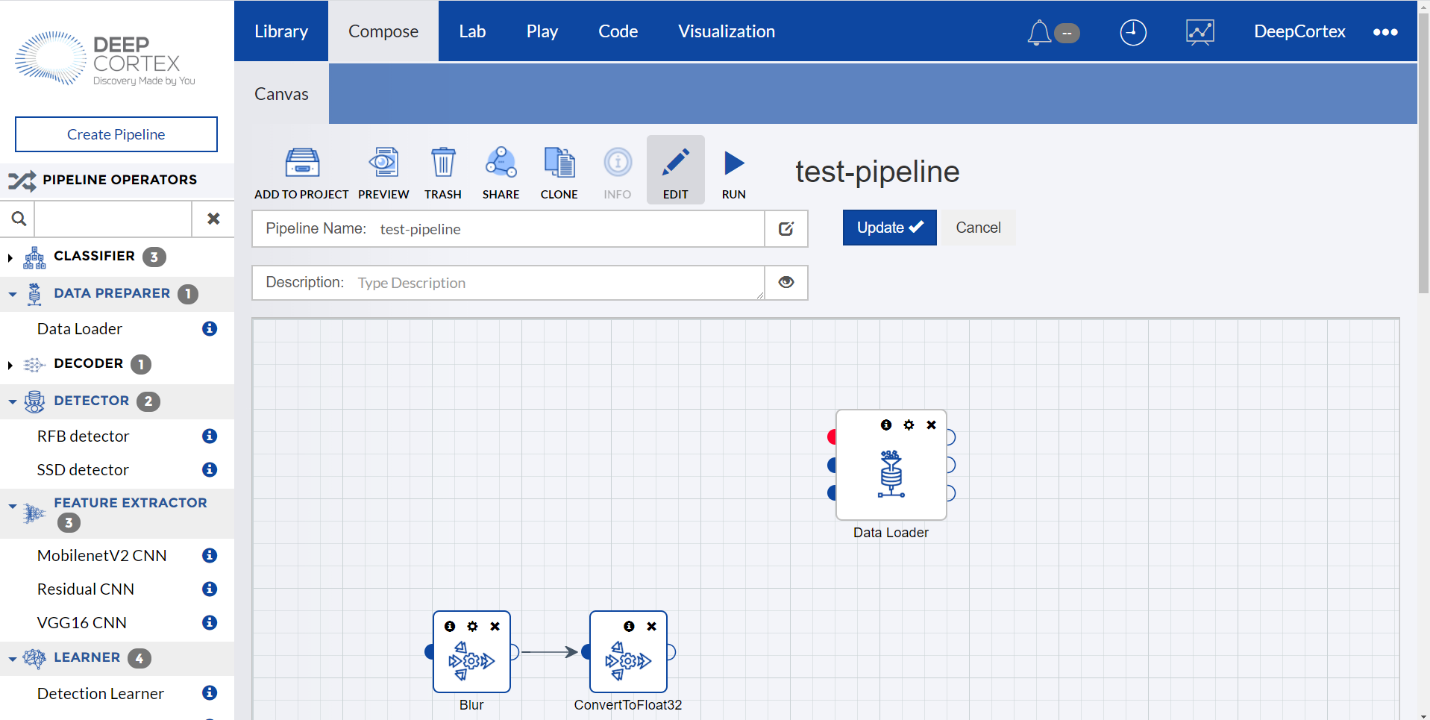 DEEP
CORTEX
Discovery Made by You
Library Compose Lab Play Code Visualization -- DeepCortex
Canvas
Create Pipeline
PIPELINE OPERATORS
ADD TO PROJECT PREVIEW TRASH SHARE CLONE INFO EDIT RUN
test-pipeline
Pipeline Name: test-pipeline
Update Cancel
Description: Type Description
CLASSIFIER 3
DATA PREPARER 1
Data Loader
DECODER 1
DETECTOR 2
RFB detector
SSD detector
FEATURE EXTRACTOR
3
MobilenetV2 CNN
Residual CNN
VGG16 CNN
LEARNER 4
Detection Learner
Data Loader
Blur
ConvertToFloat32